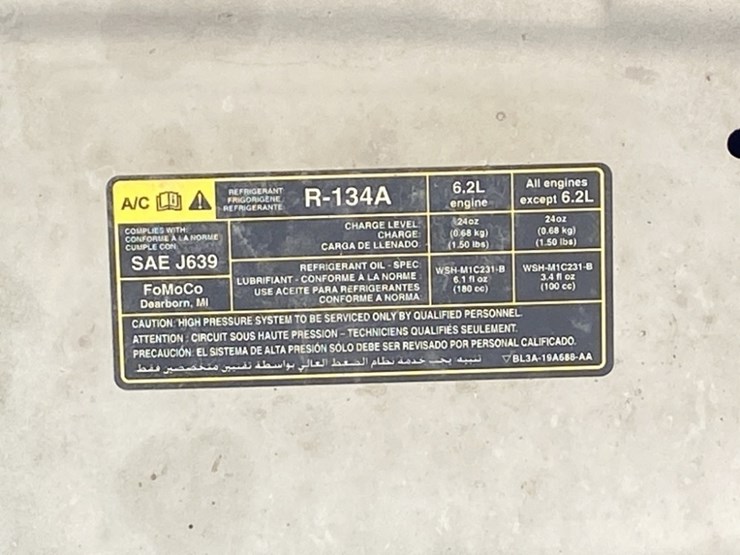 A/C
REFRIGERANT
FRIGORIGÈNE
REFRIGERANTE
R-134A
6.2L
engine
All engines
except 6.2L
COMPLIES WITH:
CONFORME A LA NORME
CUMPLE CON
SAE J639
CHARGE LEVEL
CHARGE:
CARGA DE LLENADO
24oz
(0.68 kg)
(1.50 lbs)
24oz
(0.68 kg)
(1.50 lbs)
FoMoCo
Dearborn, MI
REFRIGERANT OIL - SPEC
LUBRIFIANT - CONFORME A LA NORME
USE ACEITE PARA REFRIGERANTES
CONFORME A NORMA
WSH-M1C231-B
6.1 fl oz
(180 cc)
WSH-M1C231-B
3.4 fl oz
(100 cc)
CAUTION: HIGH PRESSURE SYSTEM TO BE SERVICED ONLY BY QUALIFIED PERSONNEL.
ATTENTION : CIRCUIT SOUS HAUTE PRESSION – TECHNICIENS QUALIFIÉS SEULEMENT.
PRECAUCIÓN: EL SISTEMA DE ALTA PRESIÓN SÓLO DEBE SER REVISADO POR PERSONAL CALIFICADO.
تنبيه: يجب خدمة نظام الضغط العالي بواسطة تقنيين متخصصين فقط
BL3A-19A688-AA